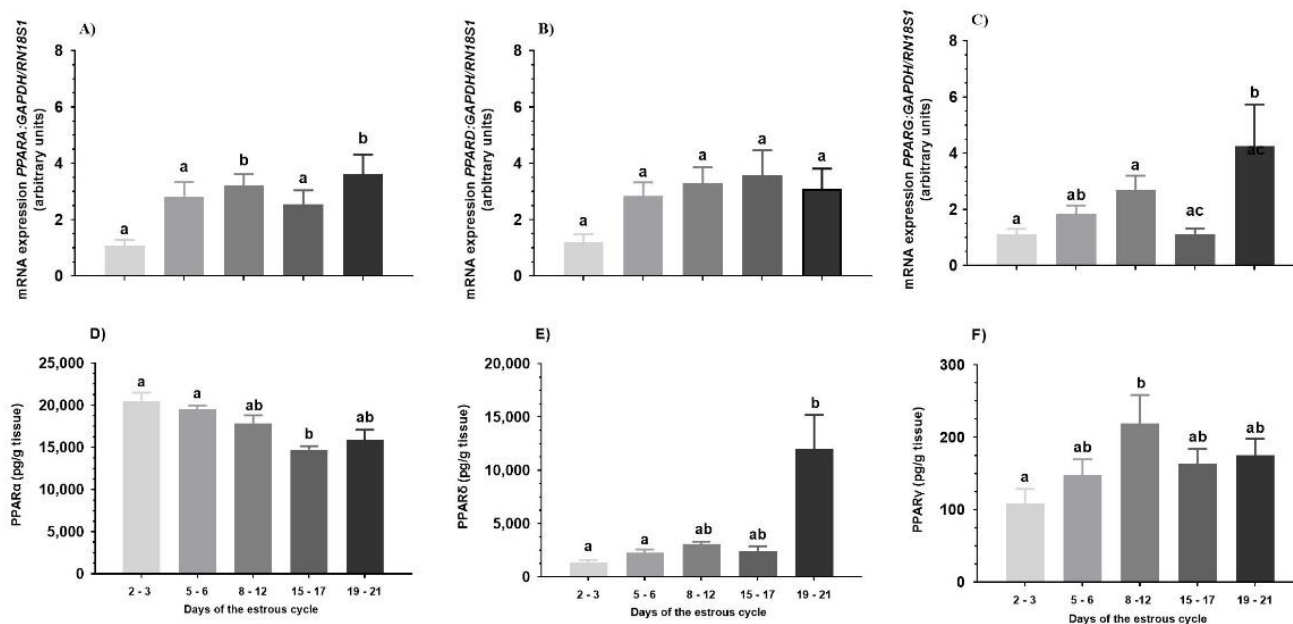 A)
mRNA expression PPARA:GAPDH/RN18S1
(arbitrary units)
8
6
4
2
0
a
a
b
a
b
B)
mRNA expression PPARD:GAPDH/RN18S1
(arbitrary units)
8
6
4
2
0
a
a
a
a
a
C)
mRNA expression PPARG:GAPDH/RN18S1
(arbitrary units)
8
6
4
2
0
a
ab
a
ac
b
ac
D)
PPARα (pg/g tissue)
25,000
20,000
15,000
10,000
5,000
0
a
a
ab
b
ab
2 - 3
5 - 6
8 -12
15 - 17
19 - 21
Days of the estrous cycle
E)
PPARδ (pg/g tissue)
20,000
15,000
10,000
5,000
0
a
a
ab
ab
b
2 - 3
5 - 6
8 -12
15 - 17
19 - 21
Days of the estrous cycle
F)
PPARγ (pg/g tissue)
300
200
100
0
a
ab
b
ab
ab
2 - 3
5 - 6
8 -12
15 - 17
19 - 21
Days of the estrous cycle